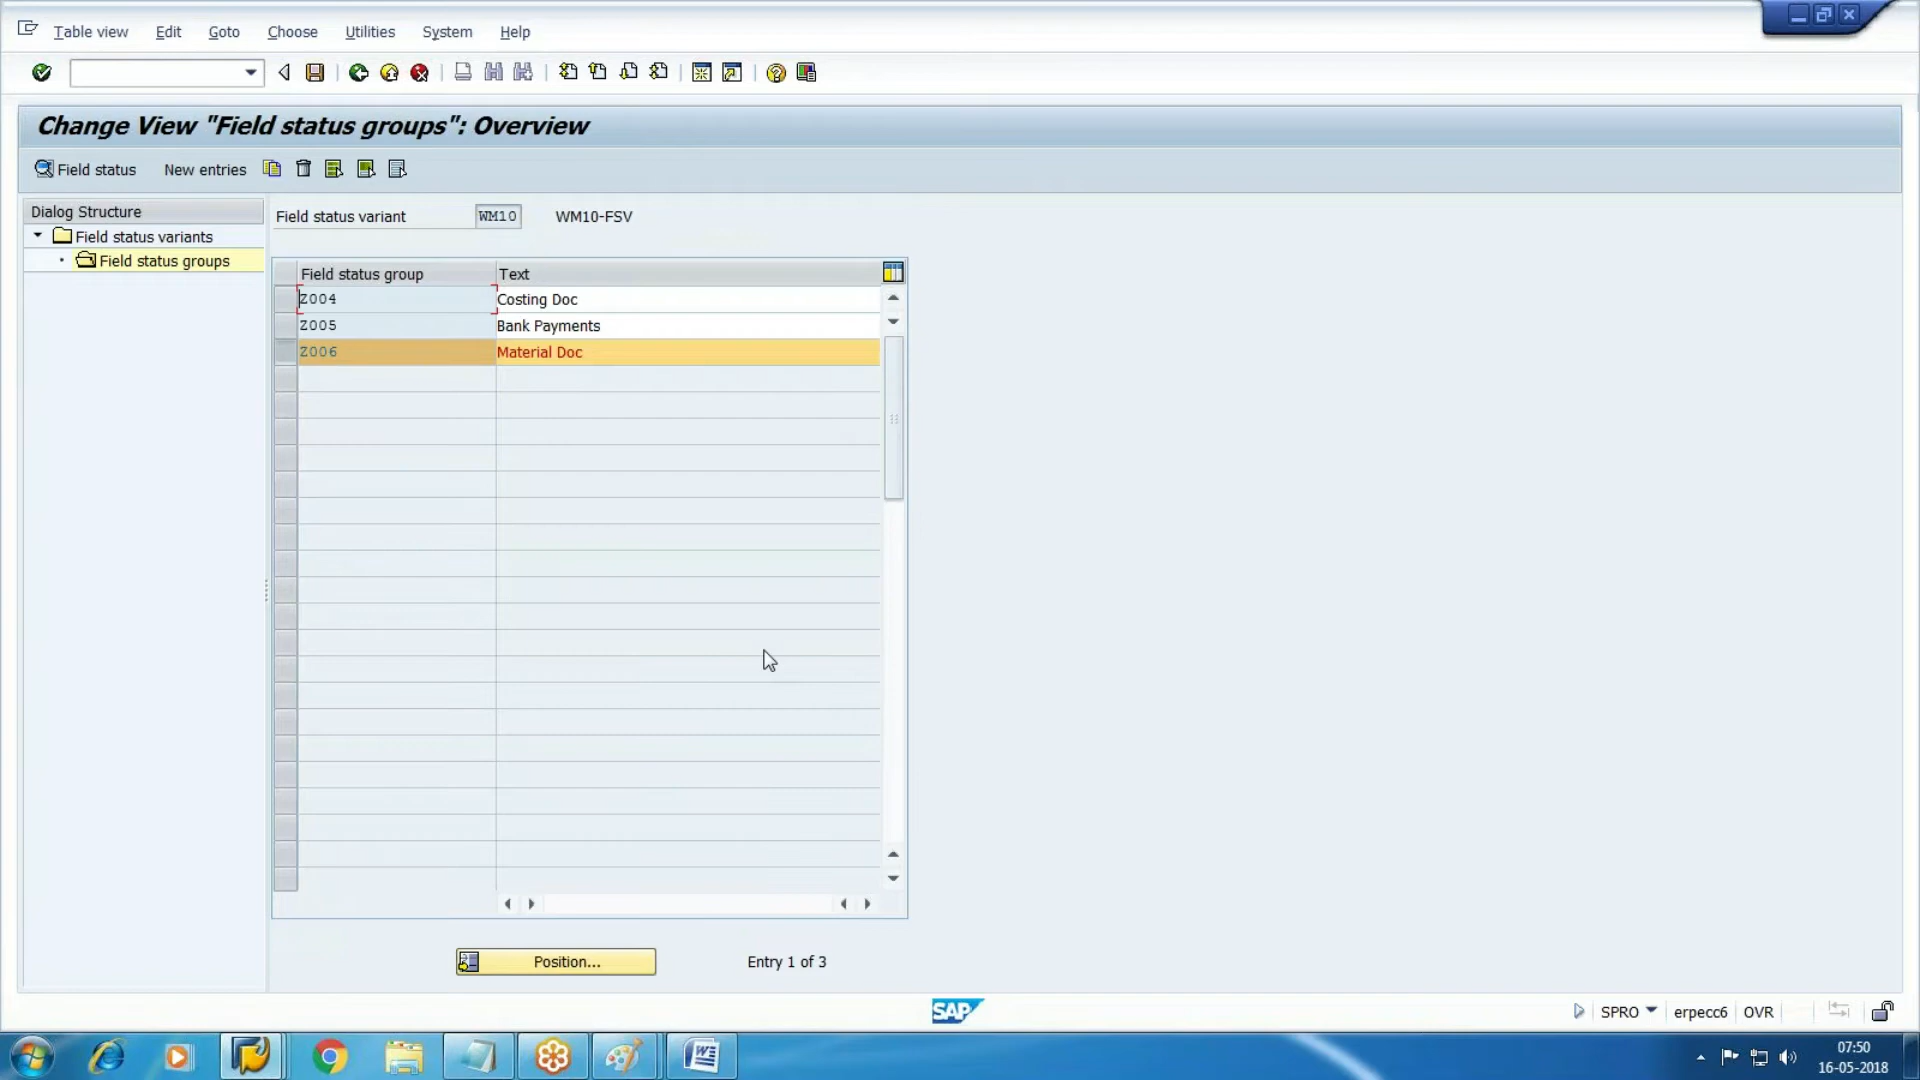 Table view Edit Goto Choose Utilities System Help
Change View "Field status groups": Overview
Field status New entries
Dialog Structure
Field status variants
Field status groups
Field status variant WM10 WM10-FSV
Field status group Text
Z004 Costing Doc
Z005 Bank Payments
Z006 Material Doc
Position... Entry 1 of 3
SAP
SPRO erpecc6 OVR
07:50
16-05-2018